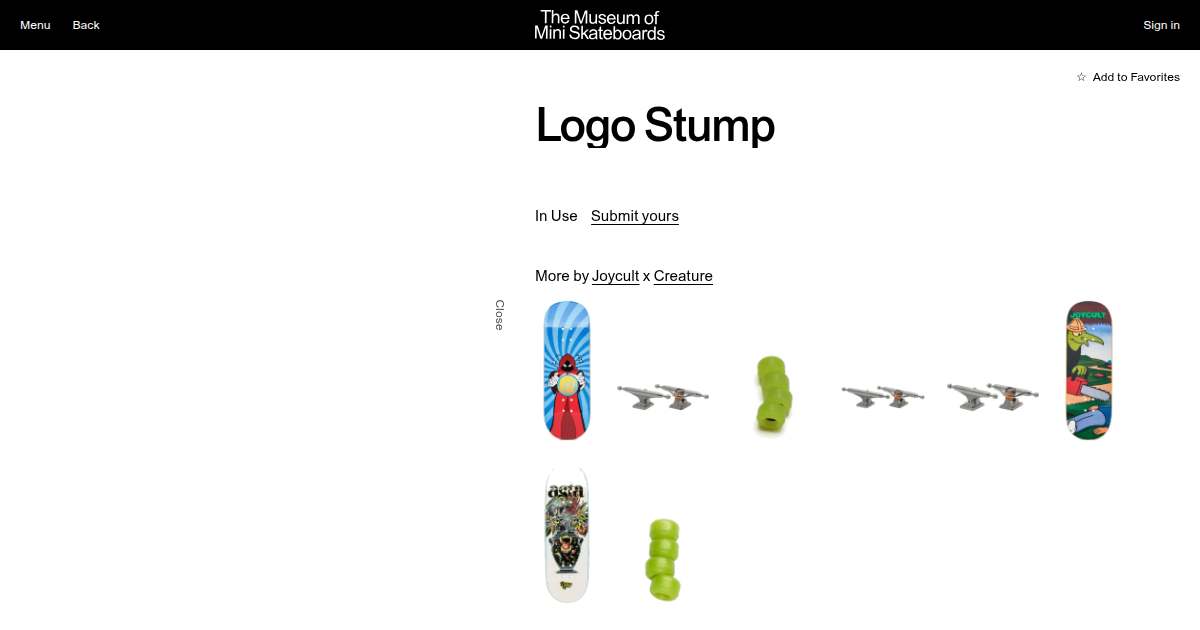 Menu
Back
The Museum of
Mini Skateboards
Sign in
☆ Add to Favorites
Logo Stump
In Use Submit yours
More by Joycult x Creature
Close
JOYCULT